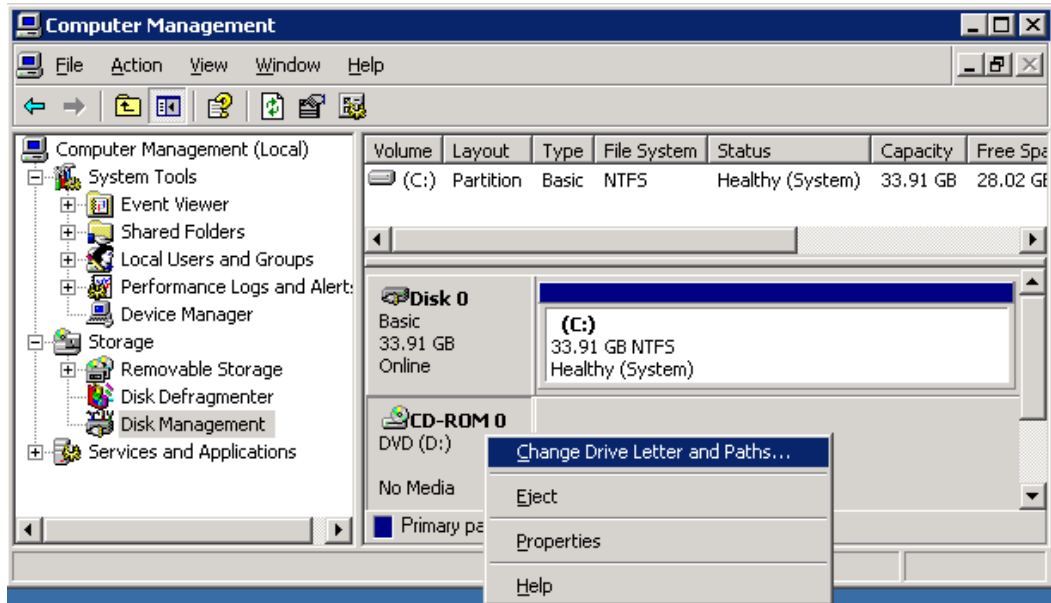 Computer Management
File Action View Window Help
Computer Management (Local)
System Tools
Event Viewer
Shared Folders
Local Users and Groups
Performance Logs and Alert
Device Manager
Storage
Removable Storage
Disk Defragmenter
Disk Management
Services and Applications
Volume Layout Type File System Status Capacity Free Spa
(C:) Partition Basic NTFS Healthy (System) 33.91 GB 28.02 GB
Disk 0
Basic
33.91 GB
Online
(C:)
33.91 GB NTFS
Healthy (System)
CD-ROM 0
DVD (D:)
No Media
Primary pa
Change Drive Letter and Paths...
Eject
Properties
Help